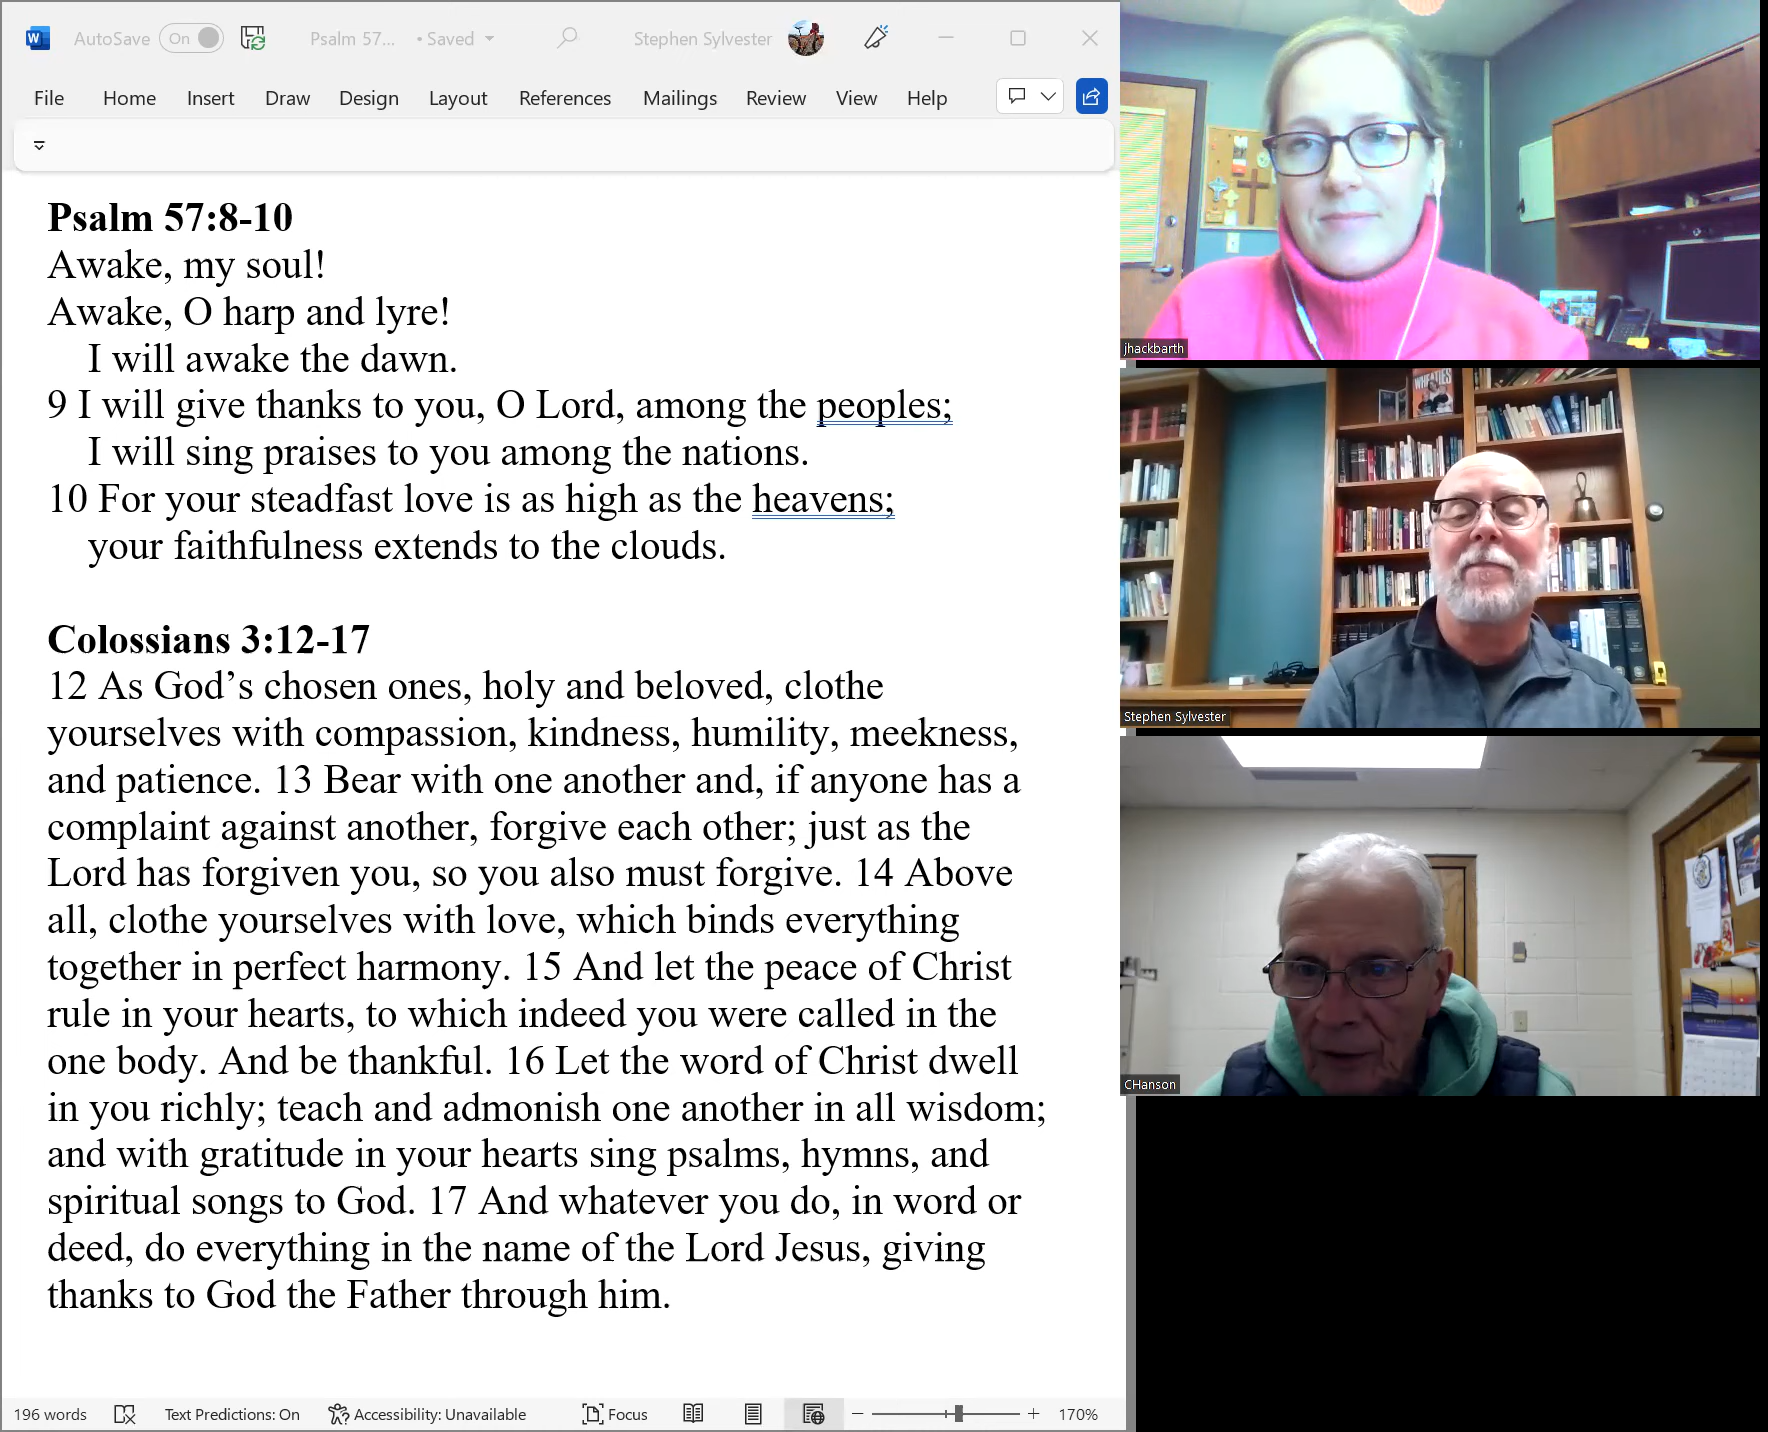 AutoSave On Psalm 57... • Saved Stephen Sylvester
File Home Insert Draw Design Layout References Mailings Review View Help
Psalm 57:8-10
Awake, my soul!
Awake, O harp and lyre!
I will awake the dawn.
9 I will give thanks to you, O Lord, among the peoples;
I will sing praises to you among the nations.
10 For your steadfast love is as high as the heavens;
your faithfulness extends to the clouds.
Colossians 3:12-17
12 As God’s chosen ones, holy and beloved, clothe
yourselves with compassion, kindness, humility, meekness,
and patience. 13 Bear with one another and, if anyone has a
complaint against another, forgive each other; just as the
Lord has forgiven you, so you also must forgive. 14 Above
all, clothe yourselves with love, which binds everything
together in perfect harmony. 15 And let the peace of Christ
rule in your hearts, to which indeed you were called in the
one body. And be thankful. 16 Let the word of Christ dwell
in you richly; teach and admonish one another in all wisdom;
and with gratitude in your hearts sing psalms, hymns, and
spiritual songs to God. 17 And whatever you do, in word or
deed, do everything in the name of the Lord Jesus, giving
thanks to God the Father through him.
196 words Text Predictions: On Accessibility: Unavailable Focus 170%
jhackbarth
WHEATIES
Stephen Sylvester
CHanson